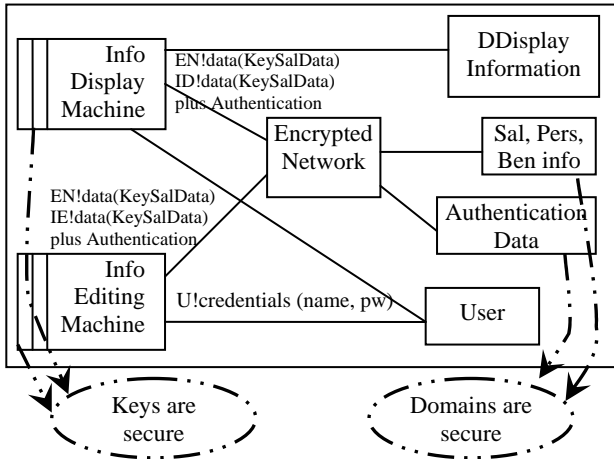 Info
Display
Machine
EN!data(KeySalData)
ID!data(KeySalData)
plus Authentication
DDisplay
Information
Encrypted
Network
Sal, Pers,
Ben info
EN!data(KeySalData)
IE!data(KeySalData)
plus Authentication
Authentication
Data
Info
Editing
Machine
U!credentials (name, pw)
User
Keys are
secure
Domains are
secure